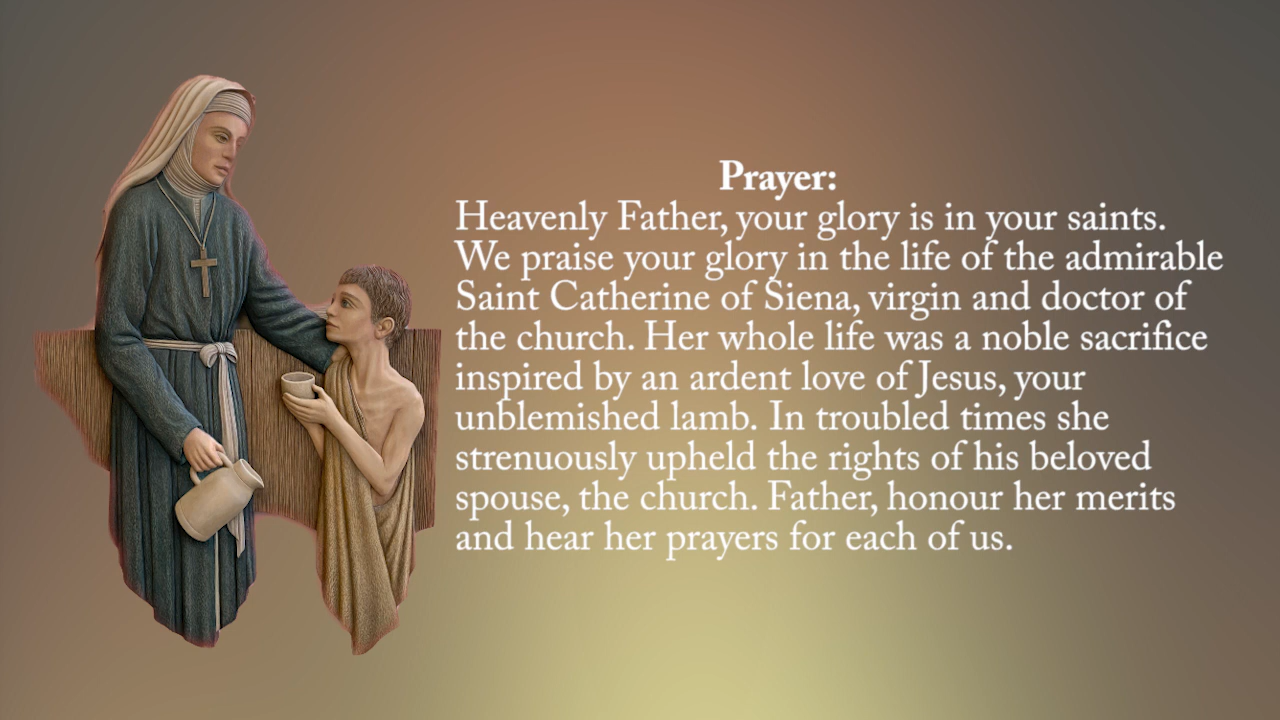 Prayer:
Heavenly Father, your glory is in your saints.
We praise your glory in the life of the admirable
Saint Catherine of Siena, virgin and doctor of
the church. Her whole life was a noble sacrifice
inspired by an ardent love of Jesus, your
unblemished lamb. In troubled times she
strenuously upheld the rights of his beloved
spouse, the church. Father, honour her merits
and hear her prayers for each of us.